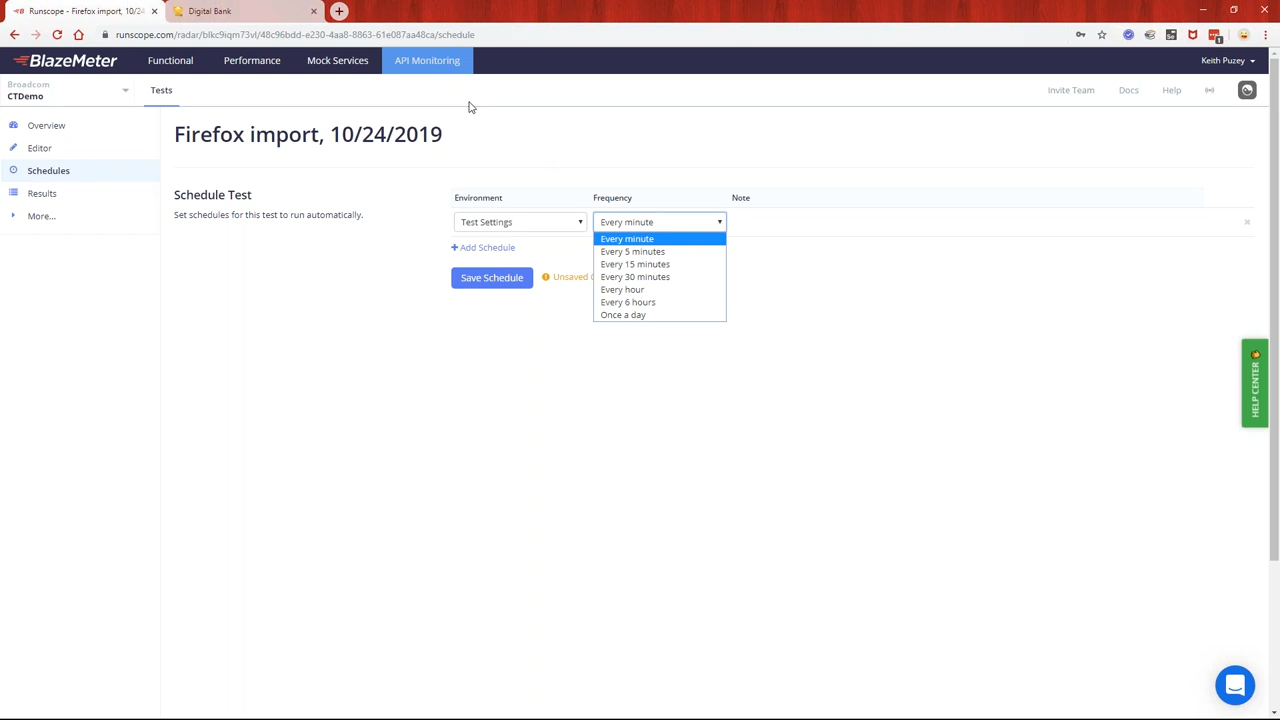 Runscope - Firefox import, 10/24
Digital Bank
runscope.com/radar/blkc9iqm73vl/48c96bdd-e230-4aa8-8863-61e087aa48ca/schedule
BlazeMeter
Functional
Performance
Mock Services
API Monitoring
Keith Puzey
Broadcom
CTDemo
Tests
Invite Team
Docs
Help
Overview
Editor
Schedules
Results
More...
Firefox import, 10/24/2019
Schedule Test
Set schedules for this test to run automatically.
Environment
Frequency
Note
Test Settings
Every minute
Every minute
Every 5 minutes
Every 15 minutes
Every 30 minutes
Every hour
Every 6 hours
Once a day
+ Add Schedule
Save Schedule
Unsaved
HELP CENTER